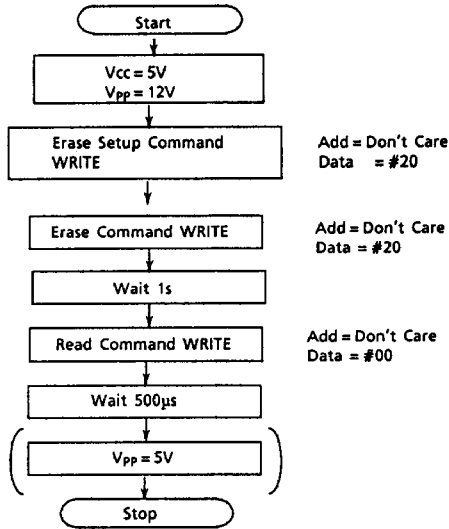 Start
Vcc = 5V
Vpp = 12V
Erase Setup Command
WRITE
Add = Don't Care
Data = #20
Erase Command WRITE
Add = Don't Care
Data = #20
Wait 1s
Read Command WRITE
Add = Don't Care
Data = #00
Wait 500µs
Vpp = 5V
Stop